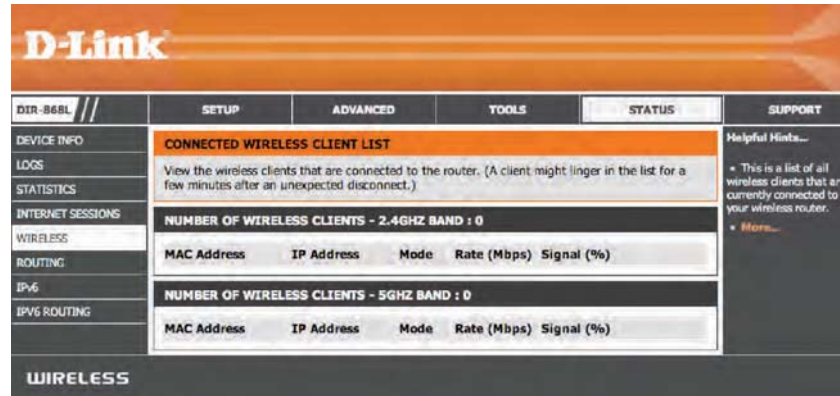 D-Link
DIR-868L
SETUP
ADVANCED
TOOLS
STATUS
SUPPORT
DEVICE INFO
LOGS
STATISTICS
INTERNET SESSIONS
WIRELESS
ROUTING
IPv6
IPV6 ROUTING
CONNECTED WIRELESS CLIENT LIST
View the wireless clients that are connected to the router. (A client might linger in the list for a
few minutes after an unexpected disconnect.)
NUMBER OF WIRELESS CLIENTS - 2.4GHZ BAND : 0
MAC Address IP Address Mode Rate (Mbps) Signal (%)
NUMBER OF WIRELESS CLIENTS - 5GHZ BAND : 0
MAC Address IP Address Mode Rate (Mbps) Signal (%)
Helpful Hints...
• This is a list of all
wireless clients that ar
currently connected to
your wireless router.
• More...
WIRELESS